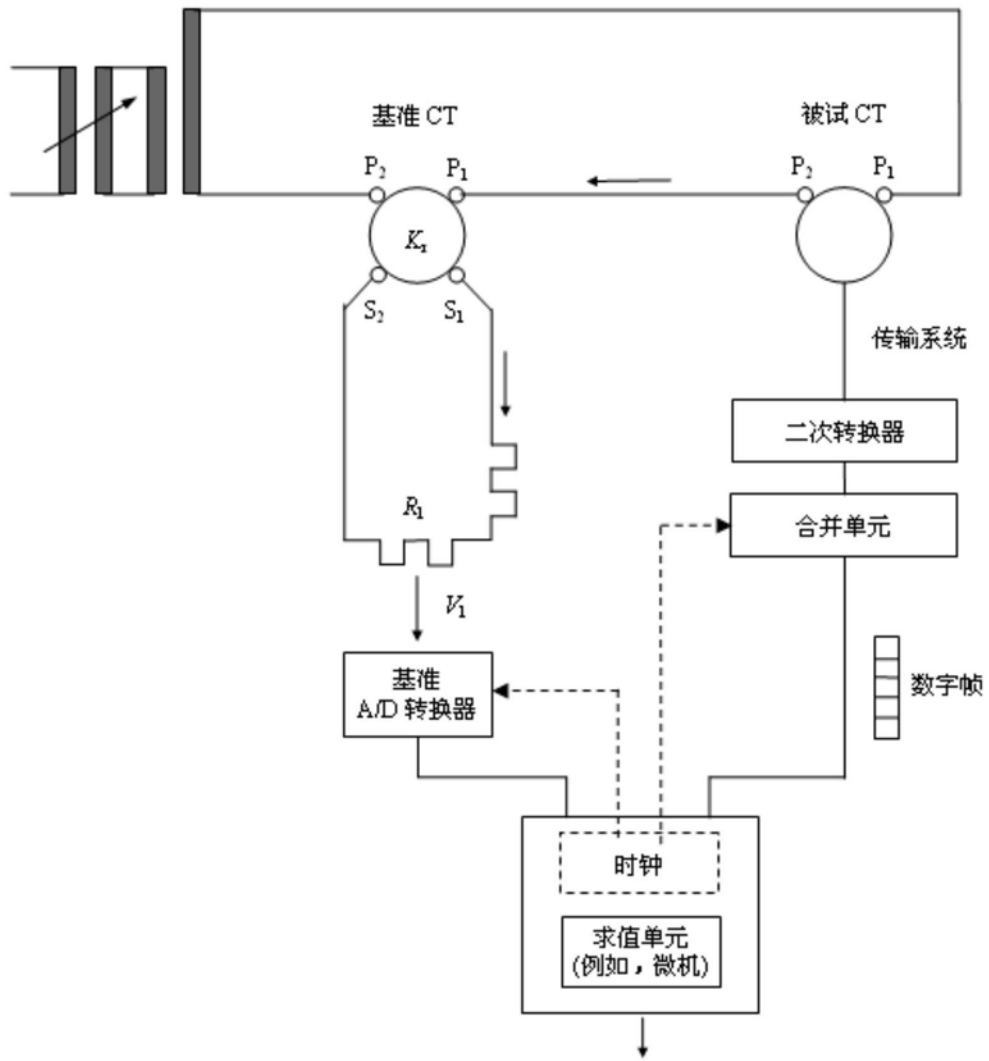 基准 CT
被试 CT
P₂
P₁
P₂
P₁
Kᵣ
S₂
S₁
传输系统
二次转换器
R₁
合并单元
V₁
基准
A/D 转换器
数字帧
时钟
求值单元
(例如，微机)